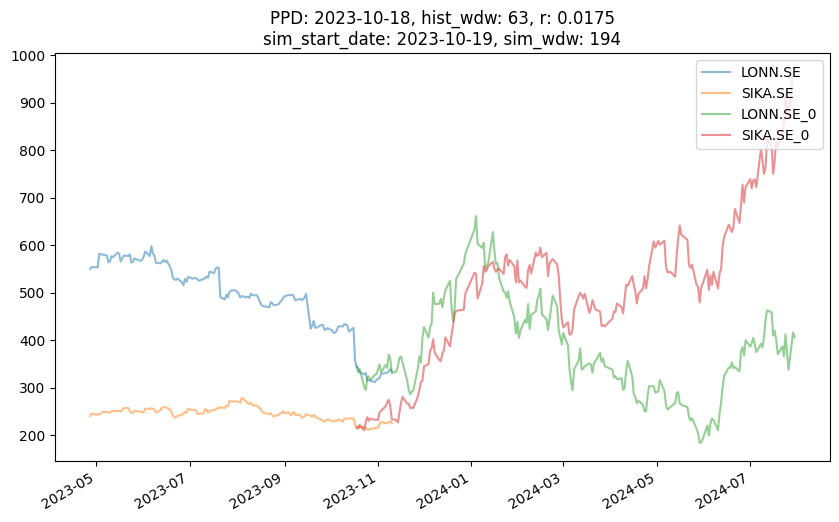 PPD: 2023-10-18, hist_wdw: 63, r: 0.0175
sim_start_date: 2023-10-19, sim_wdw: 194
1000
900
800
700
600
500
400
300
200
LONN.SE
SIKA.SE
LONN.SE_0
SIKA.SE_0
2023-05
2023-07
2023-09
2023-11
2024-01
2024-03
2024-05
2024-07